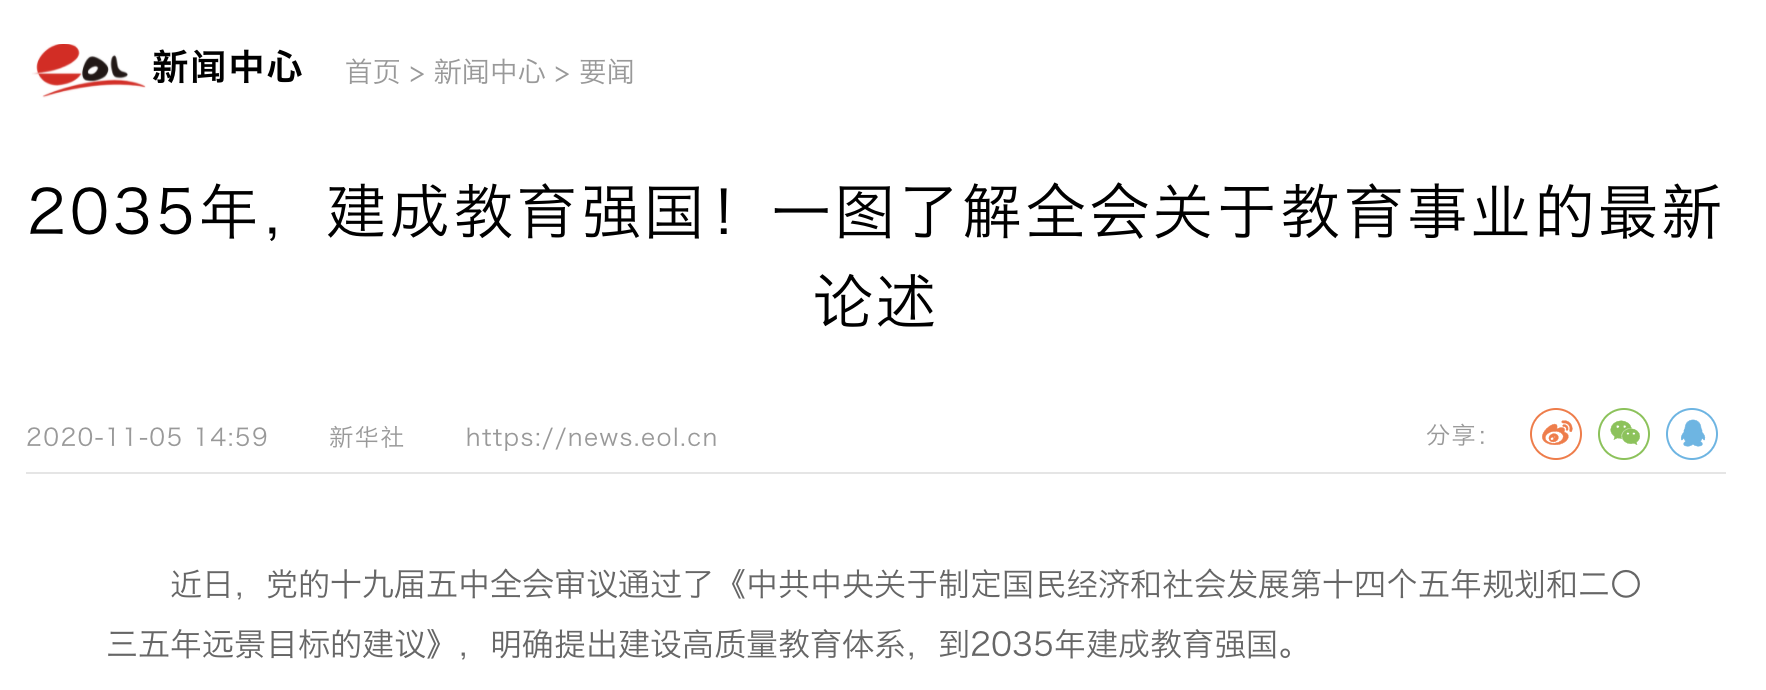 eoL 新闻中心 首页 > 新闻中心 > 要闻
2035年，建成教育强国！一图了解全会关于教育事业的最新
论述
2020-11-05 14:59 新华社 https://news.eol.cn 分享：
近日，党的十九届五中全会审议通过了《中共中央关于制定国民经济和社会发展第十四个五年规划和二〇
三五年远景目标的建议》，明确提出建设高质量教育体系，到2035年建成教育强国。